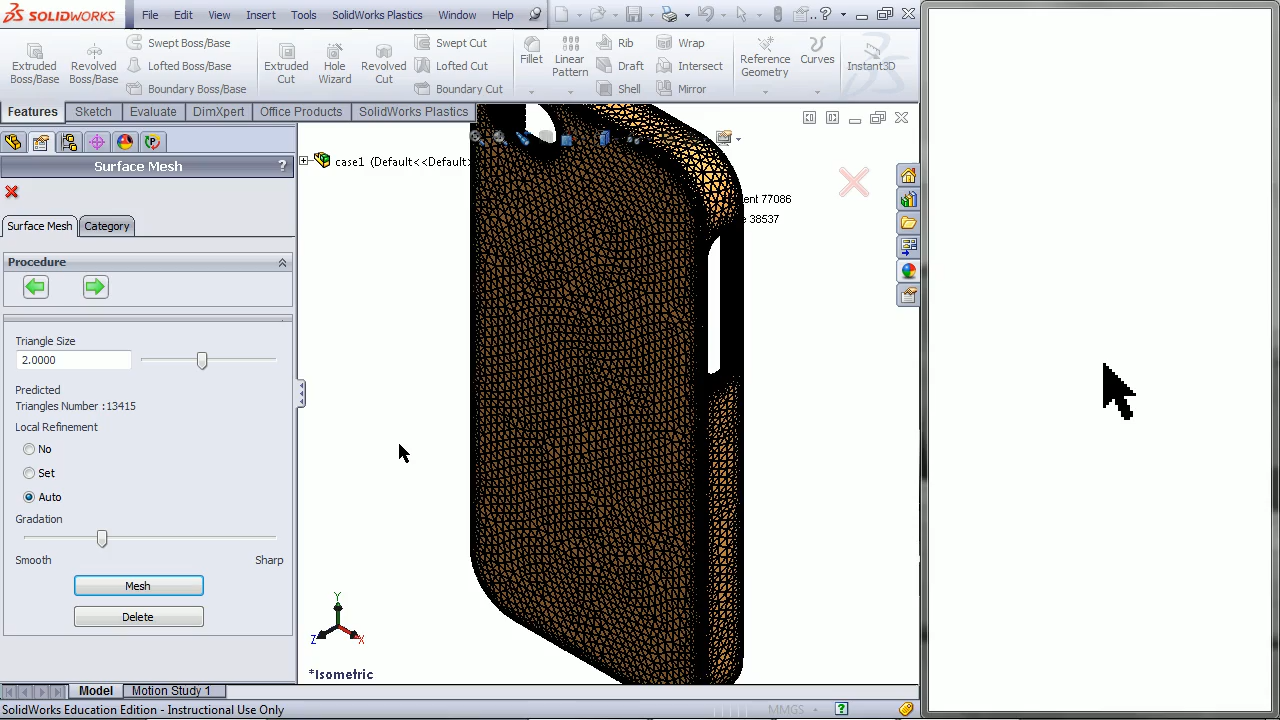 SOLIDWORKS File Edit View Insert Tools SolidWorks Plastics Window Help
Extruded Boss/Base
Revolved Boss/Base
Swept Boss/Base
Lofted Boss/Base
Boundary Boss/Base
Extruded Cut
Hole Wizard
Revolved Cut
Swept Cut
Lofted Cut
Boundary Cut
Fillet
Linear Pattern
Rib
Draft
Shell
Wrap
Intersect
Mirror
Reference Geometry
Curves
Instant3D
Features Sketch Evaluate DimXpert Office Products SolidWorks Plastics
Surface Mesh ?
case1 (Default<<Default>
ent 77086
38537
Surface Mesh Category
Procedure
Triangle Size
2.0000
Predicted
Triangles Number :13415
Local Refinement
No
Set
Auto
Gradation
Smooth Sharp
Mesh
Delete
Y
Z X
*Isometric
Model Motion Study 1
SolidWorks Education Edition - Instructional Use Only MMGS